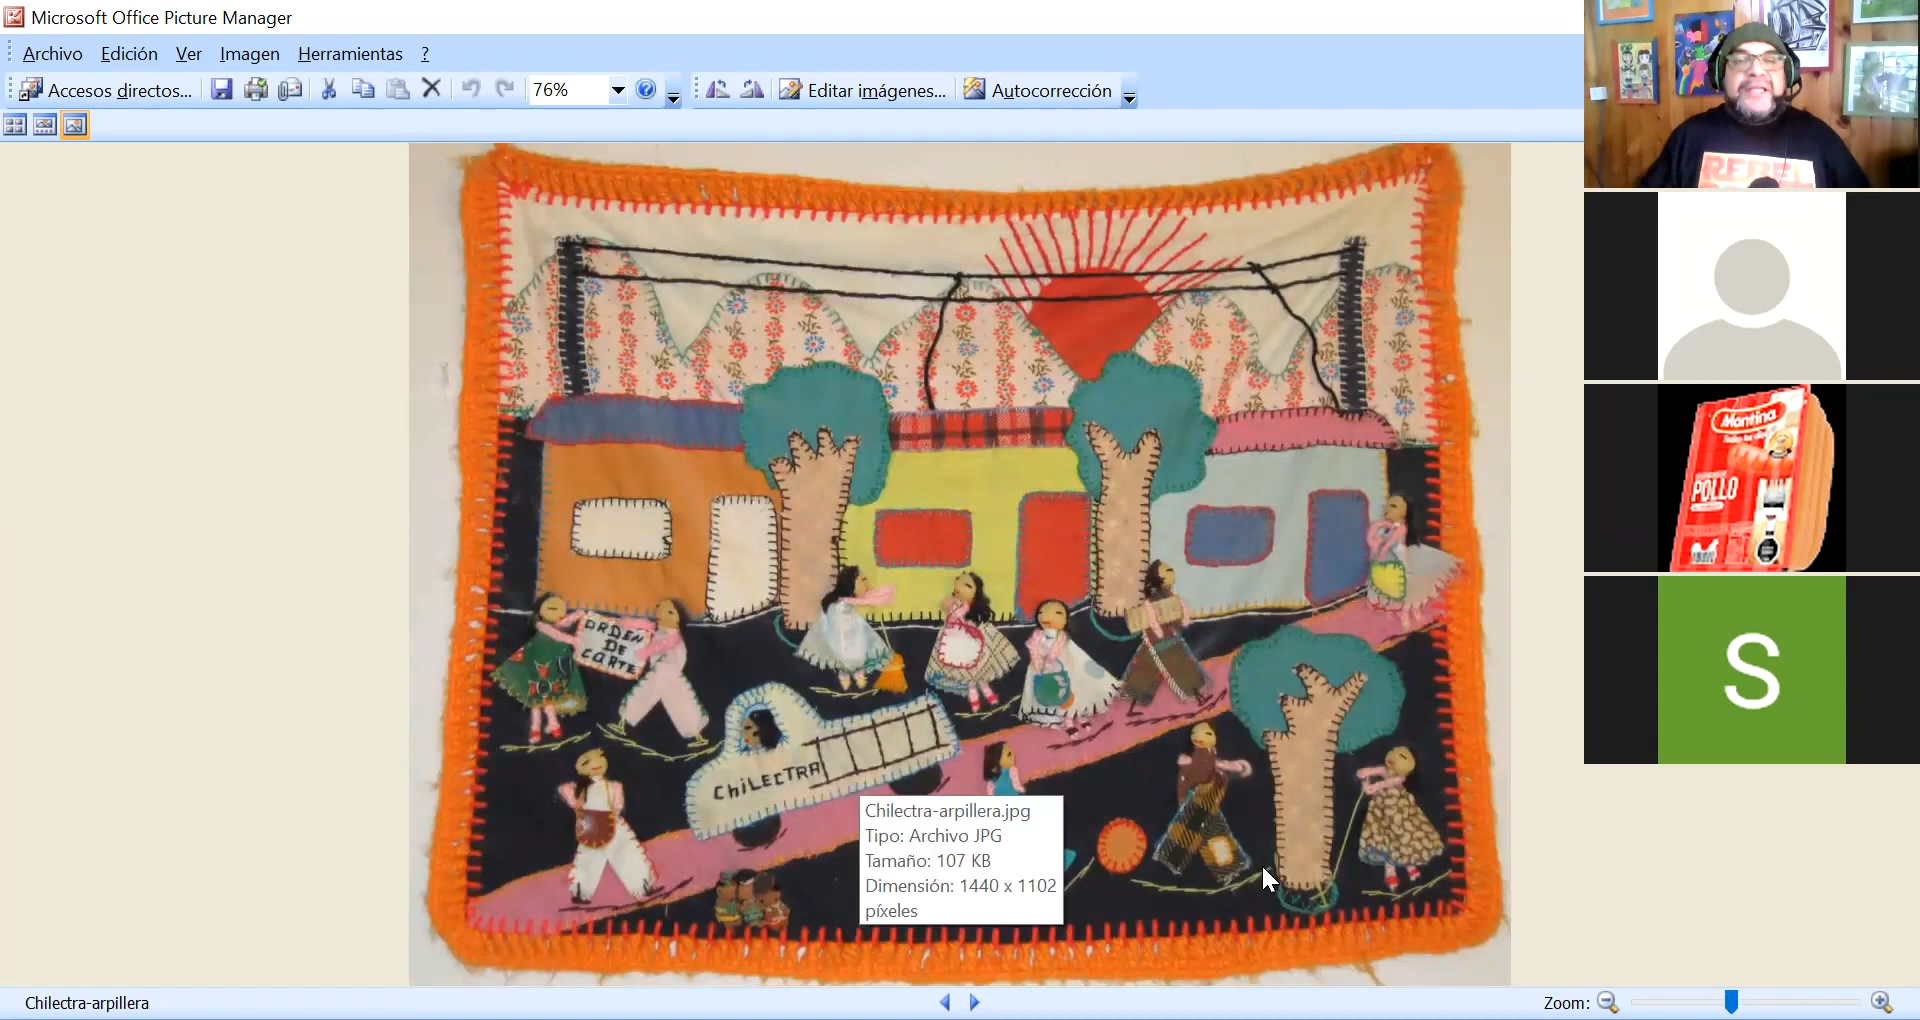 Microsoft Office Picture Manager
Archivo Edición Ver Imagen Herramientas ?
Accesos directos... 76% Editar imágenes... Autocorrección
REBEL
ORDEN
DE
CORTE
CHiLECTRA
Montina
POLLO
S
Chilectra-arpillera.jpg
Tipo: Archivo JPG
Tamaño: 107 KB
Dimensión: 1440 x 1102
píxeles
Chilectra-arpillera
Zoom: